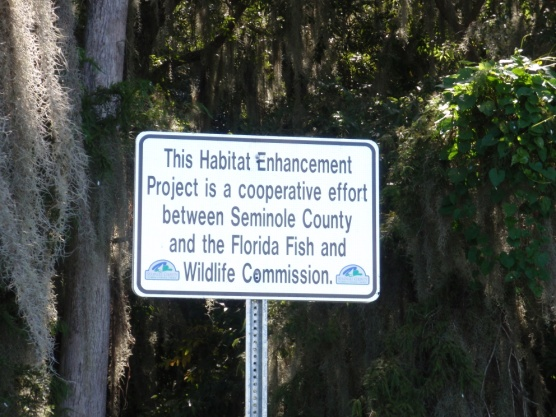 This Habitat Enhancement
Project is a cooperative effort
between Seminole County
and the Florida Fish and
Wildlife Commission.